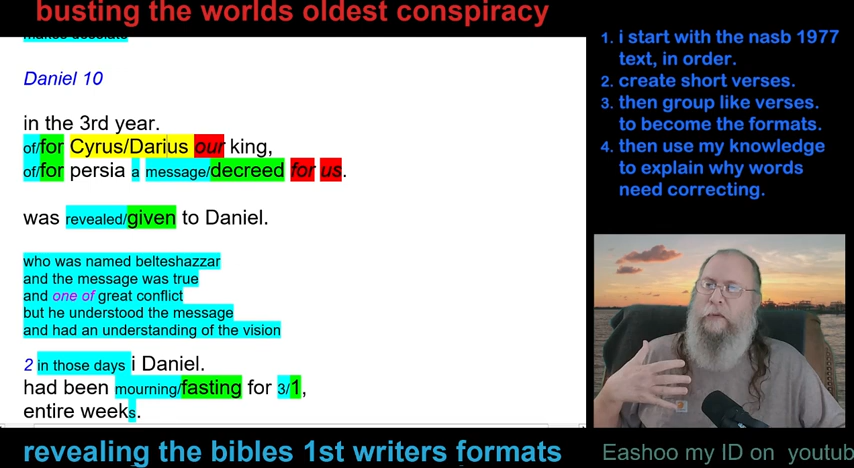 busting the worlds oldest conspiracy
makes desolate
Daniel 10
in the 3rd year.
of/for Cyrus/Darius our king,
of/for persia a message/decreed for us.
was revealed/given to Daniel.
who was named belteshazzar
and the message was true
and one of great conflict
but he understood the message
and had an understanding of the vision
2 in those days i Daniel.
had been mourning/fasting for 3/1,
entire weeks.
revealing the bibles 1st writers formats
1. i start with the nasb 1977
text, in order.
2. create short verses.
3. then group like verses.
to become the formats.
4. then use my knowledge
to explain why words
need correcting.
Eashoo my ID on youtub